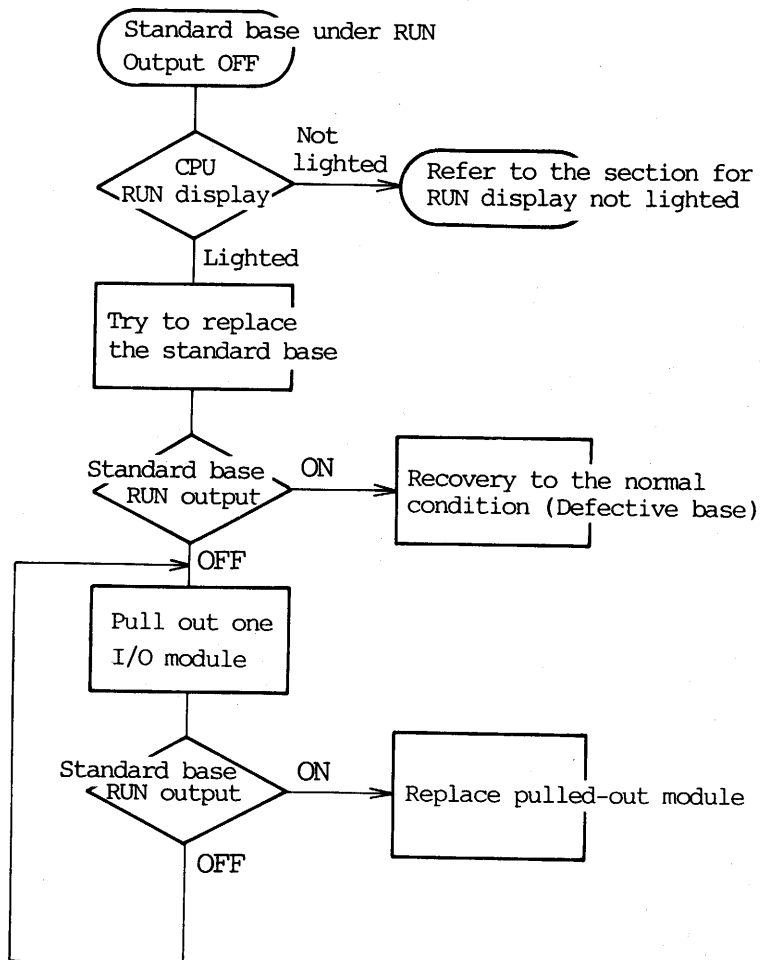 Standard base under RUN
Output OFF
CPU
RUN display
Not
lighted
Refer to the section for
RUN display not lighted
Lighted
Try to replace
the standard base
Standard base
RUN output
ON
Recovery to the normal
condition (Defective base)
OFF
Pull out one
I/O module
Standard base
RUN output
ON
Replace pulled-out module
OFF